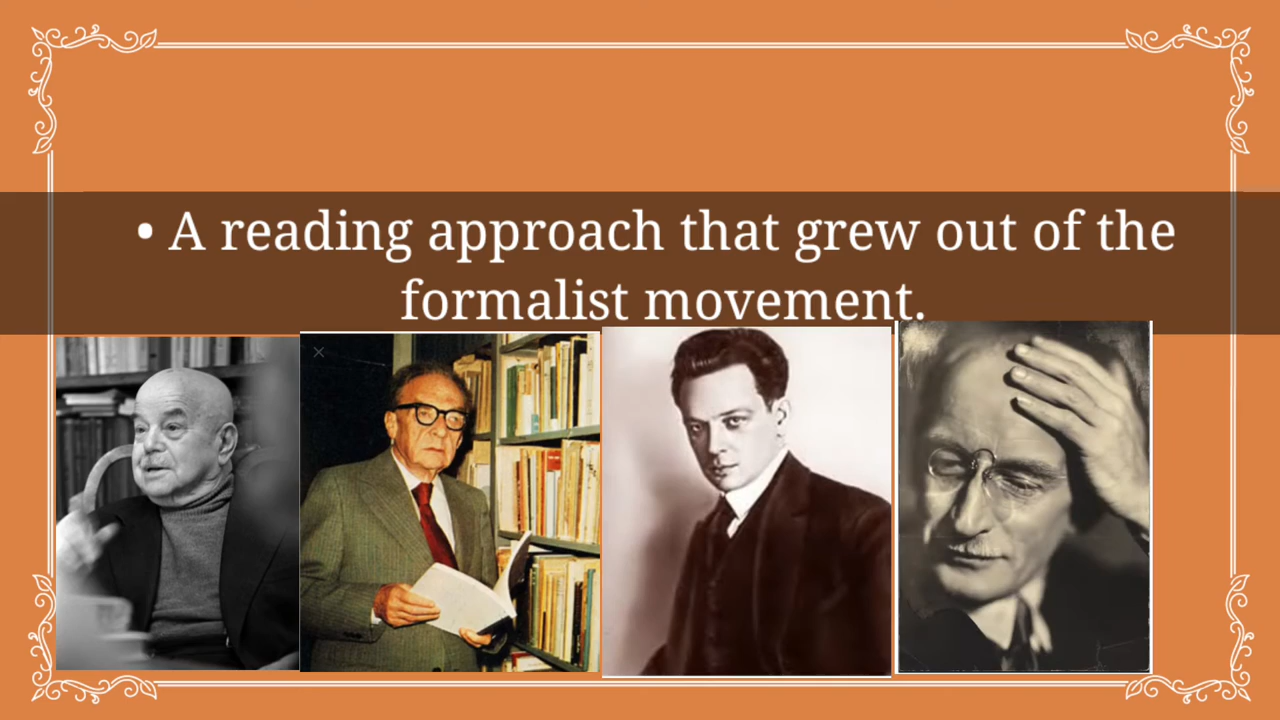 • A reading approach that grew out of the
formalist movement.